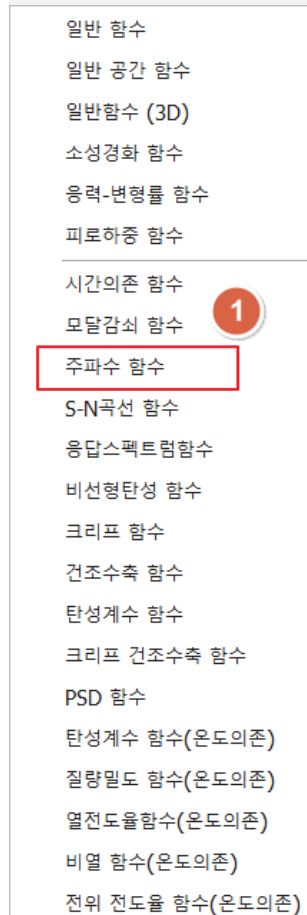 일반 함수
일반 공간 함수
일반함수 (3D)
소성경화 함수
응력-변형률 함수
피로하중 함수
시간의존 함수
모달감쇠 함수
1
주파수 함수
S-N곡선 함수
응답스펙트럼함수
비선형탄성 함수
크리프 함수
건조수축 함수
탄성계수 함수
크리프 건조수축 함수
PSD 함수
탄성계수 함수(온도의존)
질량밀도 함수(온도의존)
열전도율함수(온도의존)
비열 함수(온도의존)
전위 전도율 함수(온도의존)